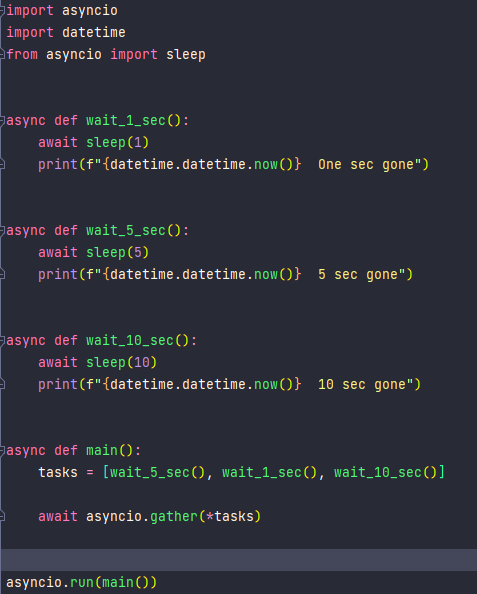 import asyncio
import datetime
from asyncio import sleep
async def wait_1_sec():
    await sleep(1)
    print(f"{datetime.datetime.now()}  One sec gone")
async def wait_5_sec():
    await sleep(5)
    print(f"{datetime.datetime.now()}  5 sec gone")
async def wait_10_sec():
    await sleep(10)
    print(f"{datetime.datetime.now()}  10 sec gone")
async def main():
    tasks = [wait_5_sec(), wait_1_sec(), wait_10_sec()]
    await asyncio.gather(*tasks)
asyncio.run(main())